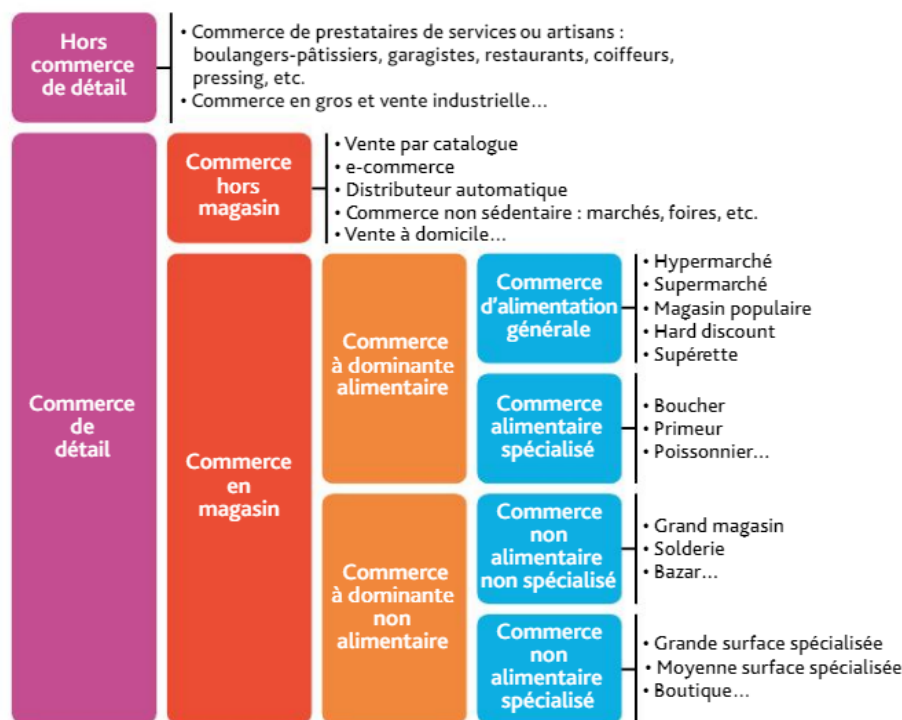 Hors
commerce
de détail
• Commerce de prestataires de services ou artisans :
boulangers-pâtissiers, garagistes, restaurants, coiffeurs,
pressing, etc.
• Commerce en gros et vente industrielle…
Commerce
de
détail
Commerce
hors
magasin
• Vente par catalogue
• e-commerce
• Distributeur automatique
• Commerce non sédentaire : marchés, foires, etc.
• Vente à domicile…
Commerce
en
magasin
Commerce
à dominante
alimentaire
Commerce
d'alimentation
générale
• Hypermarché
• Supermarché
• Magasin populaire
• Hard discount
• Supérette
Commerce
alimentaire
spécialisé
• Boucher
• Primeur
• Poissonnier…
Commerce
à dominante
non
alimentaire
Commerce
non
alimentaire
non spécialisé
• Grand magasin
• Solderie
• Bazar…
Commerce
non
alimentaire
spécialisé
• Grande surface spécialisée
• Moyenne surface spécialisée
• Boutique…